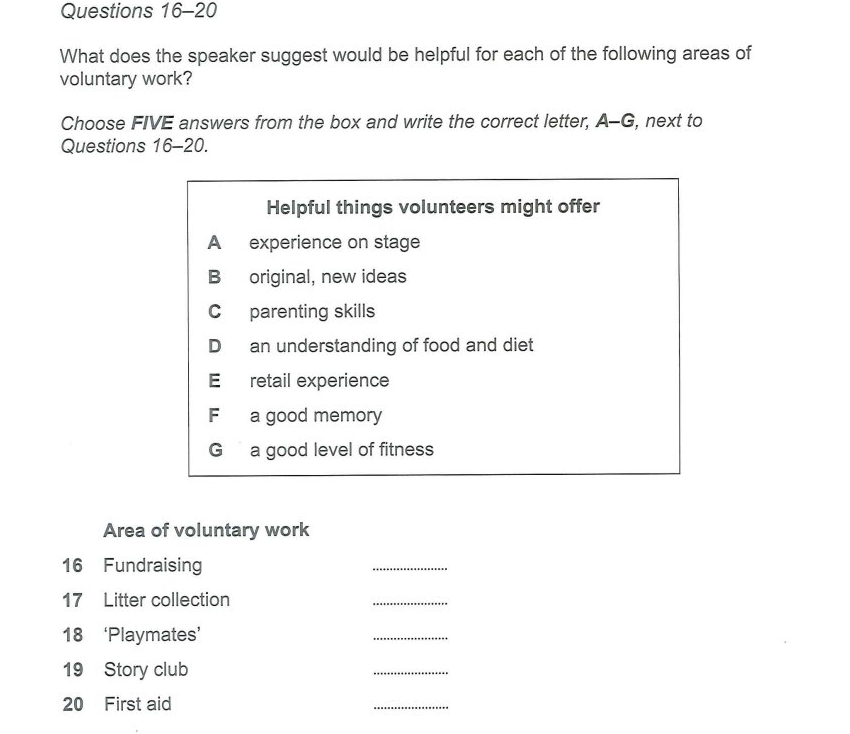 Questions 16–20
What does the speaker suggest would be helpful for each of the following areas of
voluntary work?
Choose FIVE answers from the box and write the correct letter, A–G, next to
Questions 16–20.
Helpful things volunteers might offer
A experience on stage
B original, new ideas
C parenting skills
D an understanding of food and diet
E retail experience
F a good memory
G a good level of fitness
Area of voluntary work
16 Fundraising ........................
17 Litter collection ........................
18 ‘Playmates’ ........................
19 Story club ........................
20 First aid ........................